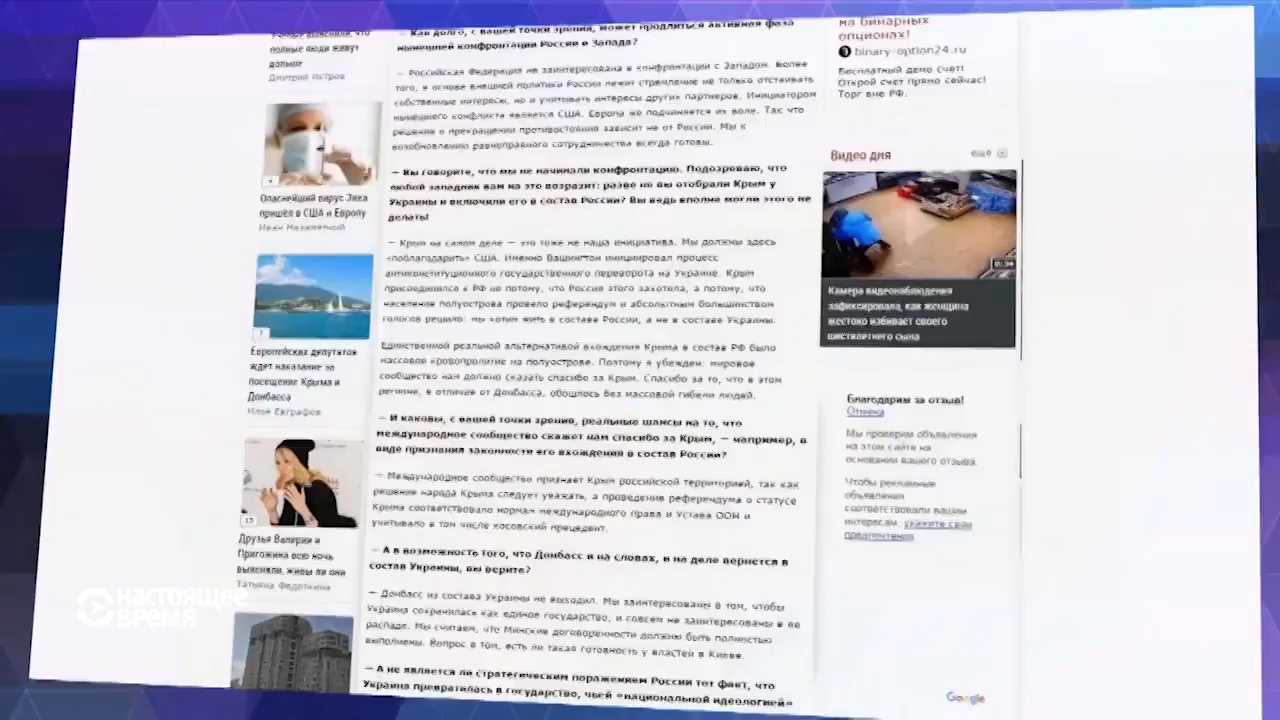 полные люди живут
дольше
Дмитрий Пястров
Опаснейший вирус Зика
пришёл в США и Европу
Иван
7
Европейских депутатов
ждет наказание за
посещение Крыма и
Донбасса
Илья Евграфов
17
Друзья Валерии и
Пригожина всю ночь
выясняли, живы ли они
Татьяна Федоткина
НАСТОЯЩЕЕ
ВРЕМЯ
— Как долго, с вашей точки зрения, может продлиться активная фаза
нынешней конфронтации России и Запада?
— Российская Федерация не заинтересована в конфронтации с Западом. Более
того, в основе внешней политики России лежит стремление не только отстаивать
собственные интересы, но и учитывать интересы других партнеров. Инициатором
нынешнего конфликта является США. Европа же подчиняется их воле. Так что
решение о прекращении противостояния зависит не от России. Мы к
возобновлению равноправного сотрудничества всегда готовы.
— Вы говорите, что мы не начинали конфронтацию. Подозреваю, что
любой западник вам на это возразит: разве не вы отобрали Крым у
Украины и включили его в состав России? Вы ведь вполне могли этого не
делать!
— Крым на самом деле — это тоже не наша инициатива. Мы должны здесь
«поблагодарить» США. Именно Вашингтон инициировал процесс
антиконституционного государственного переворота на Украине. Крым
присоединился к РФ не потому, что Россия этого захотела, а потому, что
население полуострова провело референдум и абсолютным большинством
голосов решило: мы хотим жить в составе России, а не в составе Украины.
Единственной реальной альтернативой вхождения Крыма в состав РФ было
массовое кровопролитие на полуострове. Поэтому я убежден: мировое
сообщество нам должно сказать спасибо за Крым. Спасибо за то, что в этом
регионе, в отличие от Донбасса, обошлось без массовой гибели людей.
— И каковы, с вашей точки зрения, реальные шансы на то, что
международное сообщество скажет нам спасибо за Крым, — например, в
виде признания законности его вхождения в состав России?
— Международное сообщество признает Крым российской территорией, так как
решение народа Крыма следует уважать, а проведение референдума о статусе
Крыма соответствовало нормам международного права и Устава ООН и
учитывало в том числе косовский прецедент.
— А в возможность того, что Донбасс и на словах, и на деле вернется в
состав Украины, вы верите?
— Донбасс из состава Украины не выходил. Мы заинтересованы в том, чтобы
Украина сохранилась как единое государство, и совсем не заинтересованы в ее
распаде. Мы считаем, что Минские договоренности должны быть полностью
выполнены. Вопрос в том, есть ли такая готовность у властей в Киеве.
— А не является ли стратегическим поражением России тот факт, что
Украина превратилась в государство, чьей «национальной идеологией»
на бинарных
опционах!
binary-option24.ru
Бесплатный демо счет!
Открой счет прямо сейчас!
Торг вне РФ.
Видео дня
ещё
0:34
Камера видеонаблюдения
зафиксировала, как женщина
жестоко избивает своего
шестилетнего сына
Благодарим за отзыв!
Отмена
Мы проверим объявления
на этом сайте на
основании вашего отзыва.
Чтобы рекламные
объявления
соответствовали вашим
интересам, укажите свои
предпочтения
Google